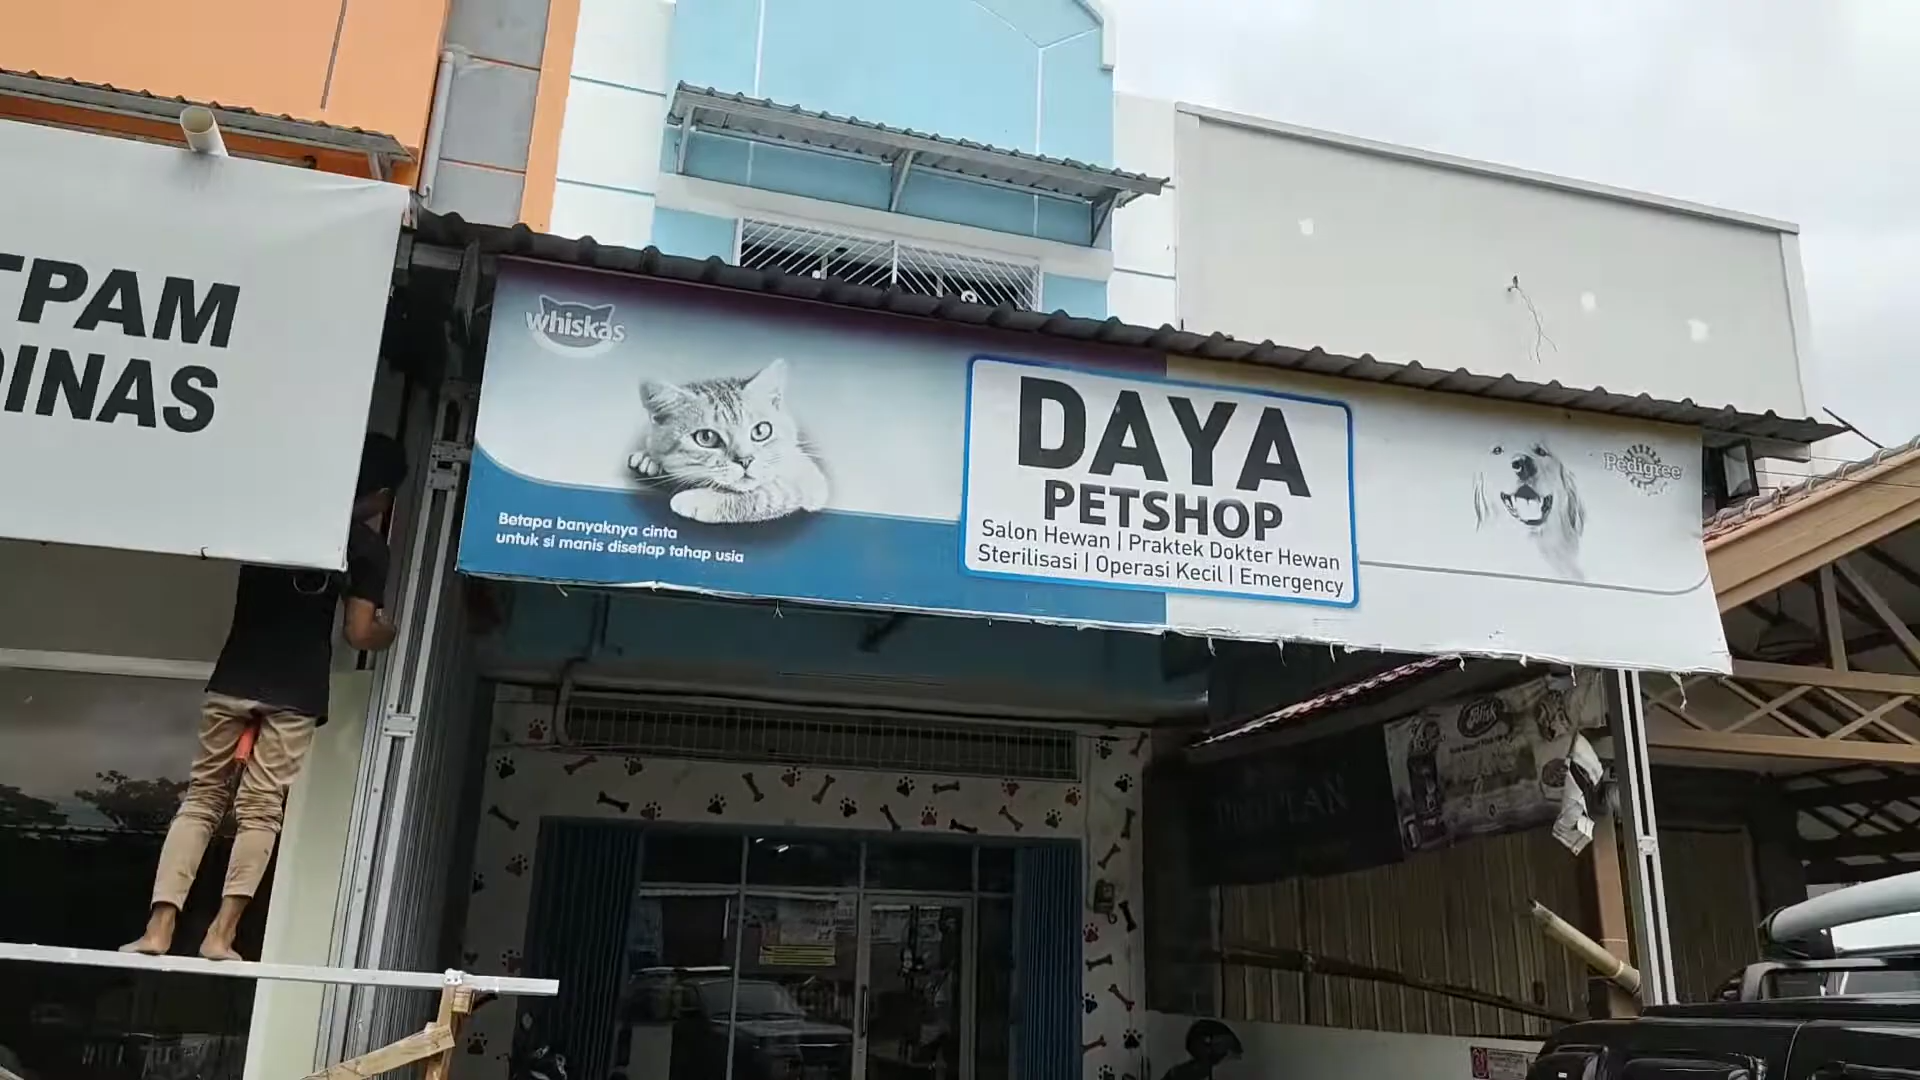 TPAM
DINAS
whiskas
Betapa banyaknya cinta
untuk si manis disetiap tahap usia
DAYA
PETSHOP
Salon Hewan | Praktek Dokter Hewan
Sterilisasi | Operasi Kecil | Emergency
Pedigree